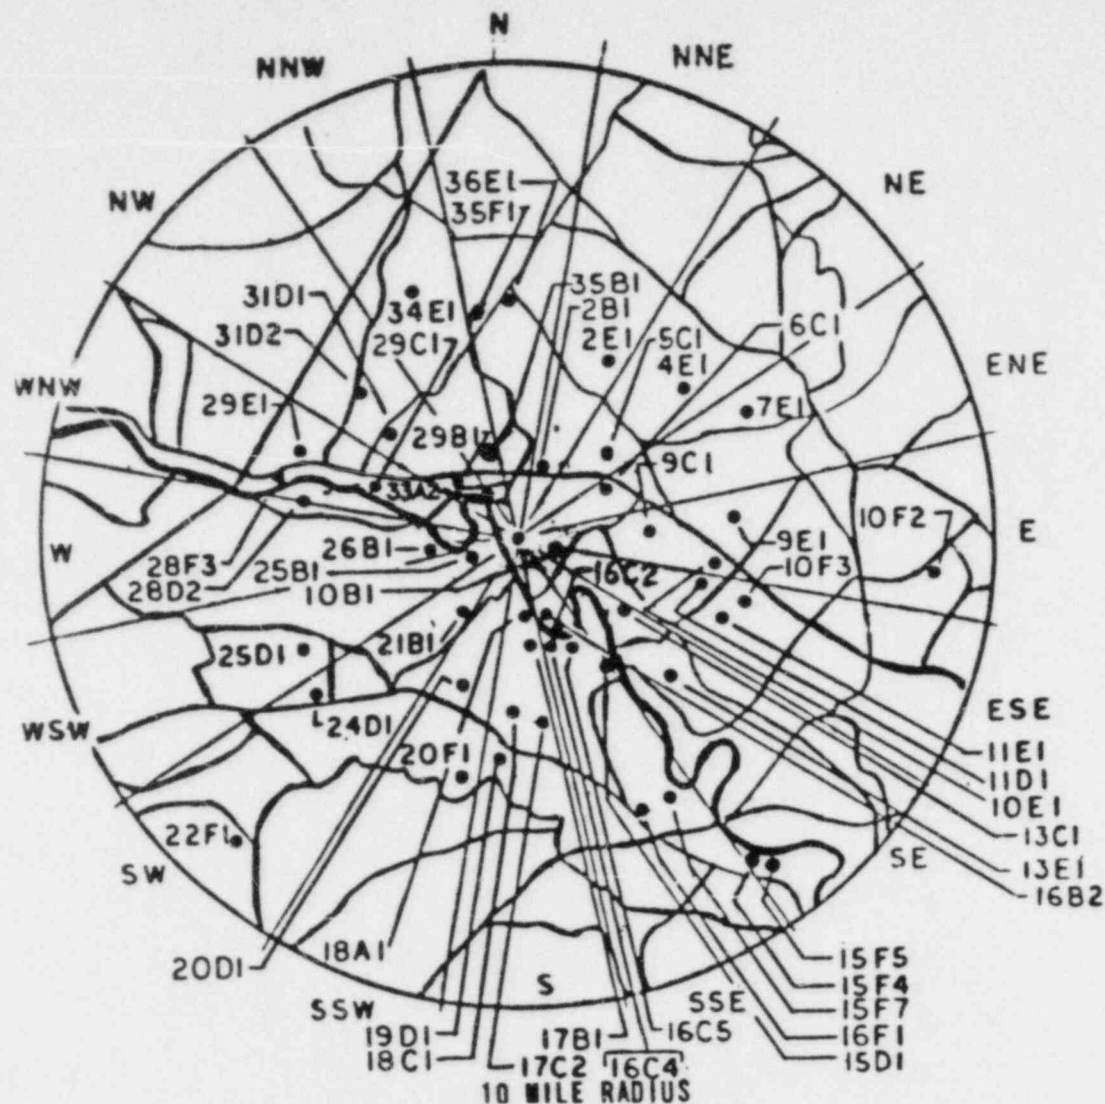 N
NNW
NNE
NW
NE
36E1
35F1
31D1
34E1
35B1
2B1
31D2
29C1
2E1
5C1
6C1
4E1
ENE
WNW
29E1
7E1
29B1
9C1
33A2
10F2
W
E
28F3
26B1
9E1
28D2
25B1
16C2
10F3
10B1
25D1
21B1
WSW
24D1
ESE
20F1
11E1
11D1
10E1
22F1
13C1
SW
SE
13E1
16B2
20D1
18A1
15F5
S
15F4
SSW
SSE
15F7
19D1
17B1
16C5
16F1
18C1
17C2
16C4
15D1
10 MILE RADIUS